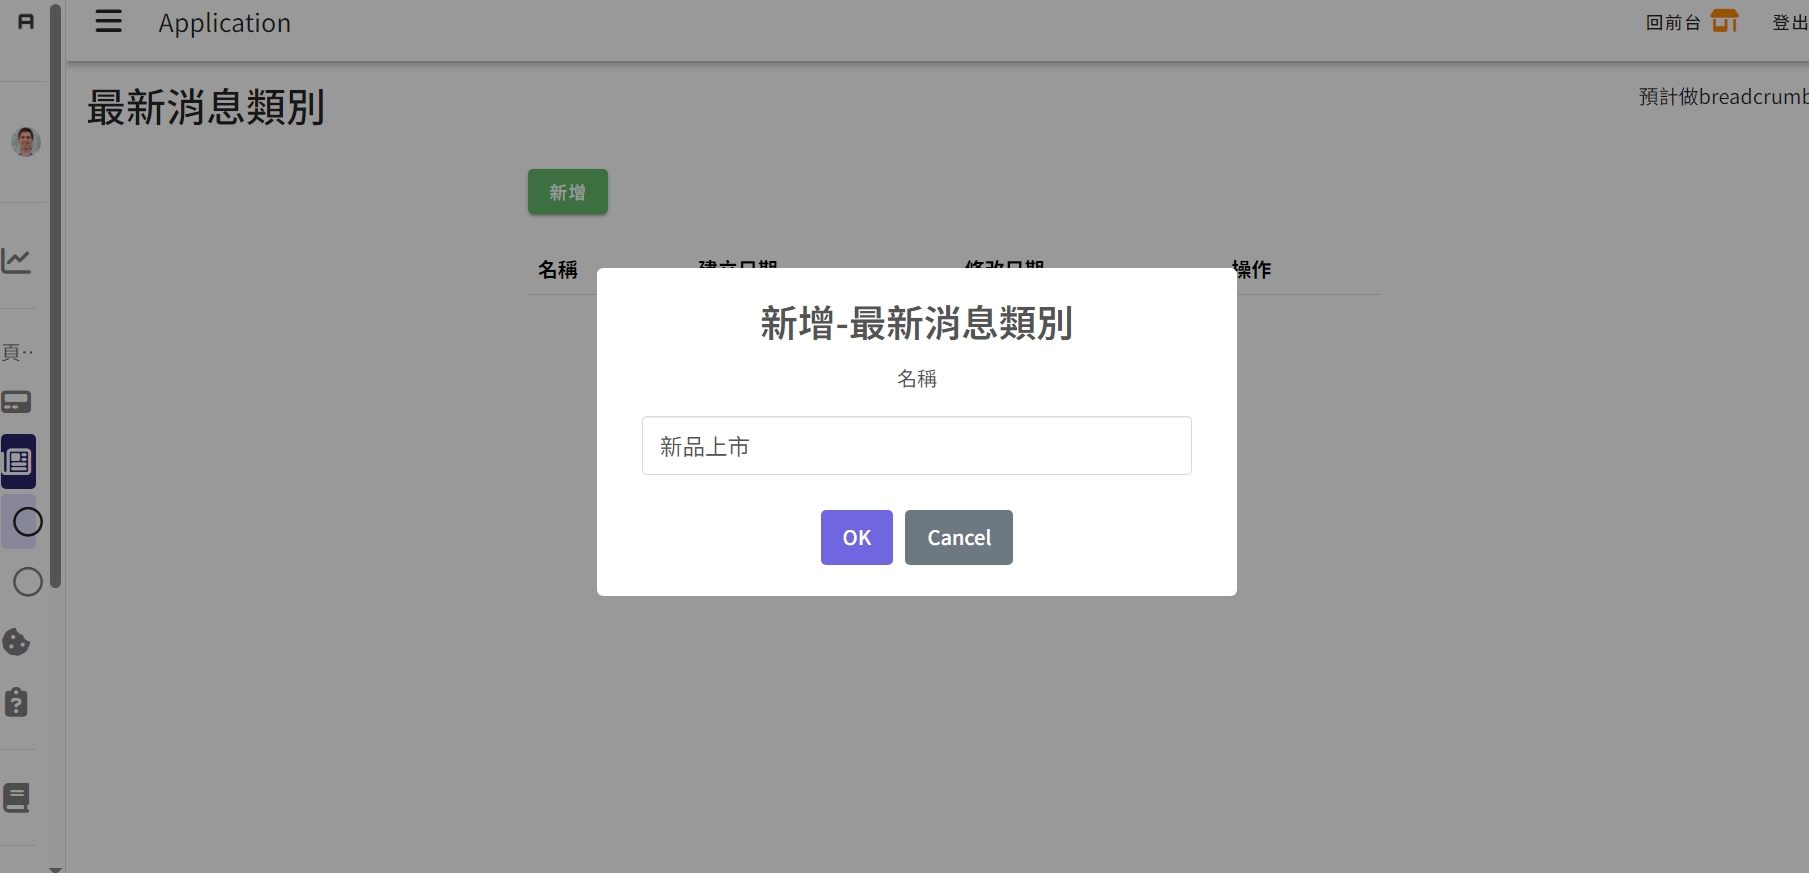 Application
回前台
登出
最新消息類別
預計做breadcrumb
新增
名稱
建立日期
修改日期
操作
頁··
新增-最新消息類別
名稱
新品上市
OK
Cancel